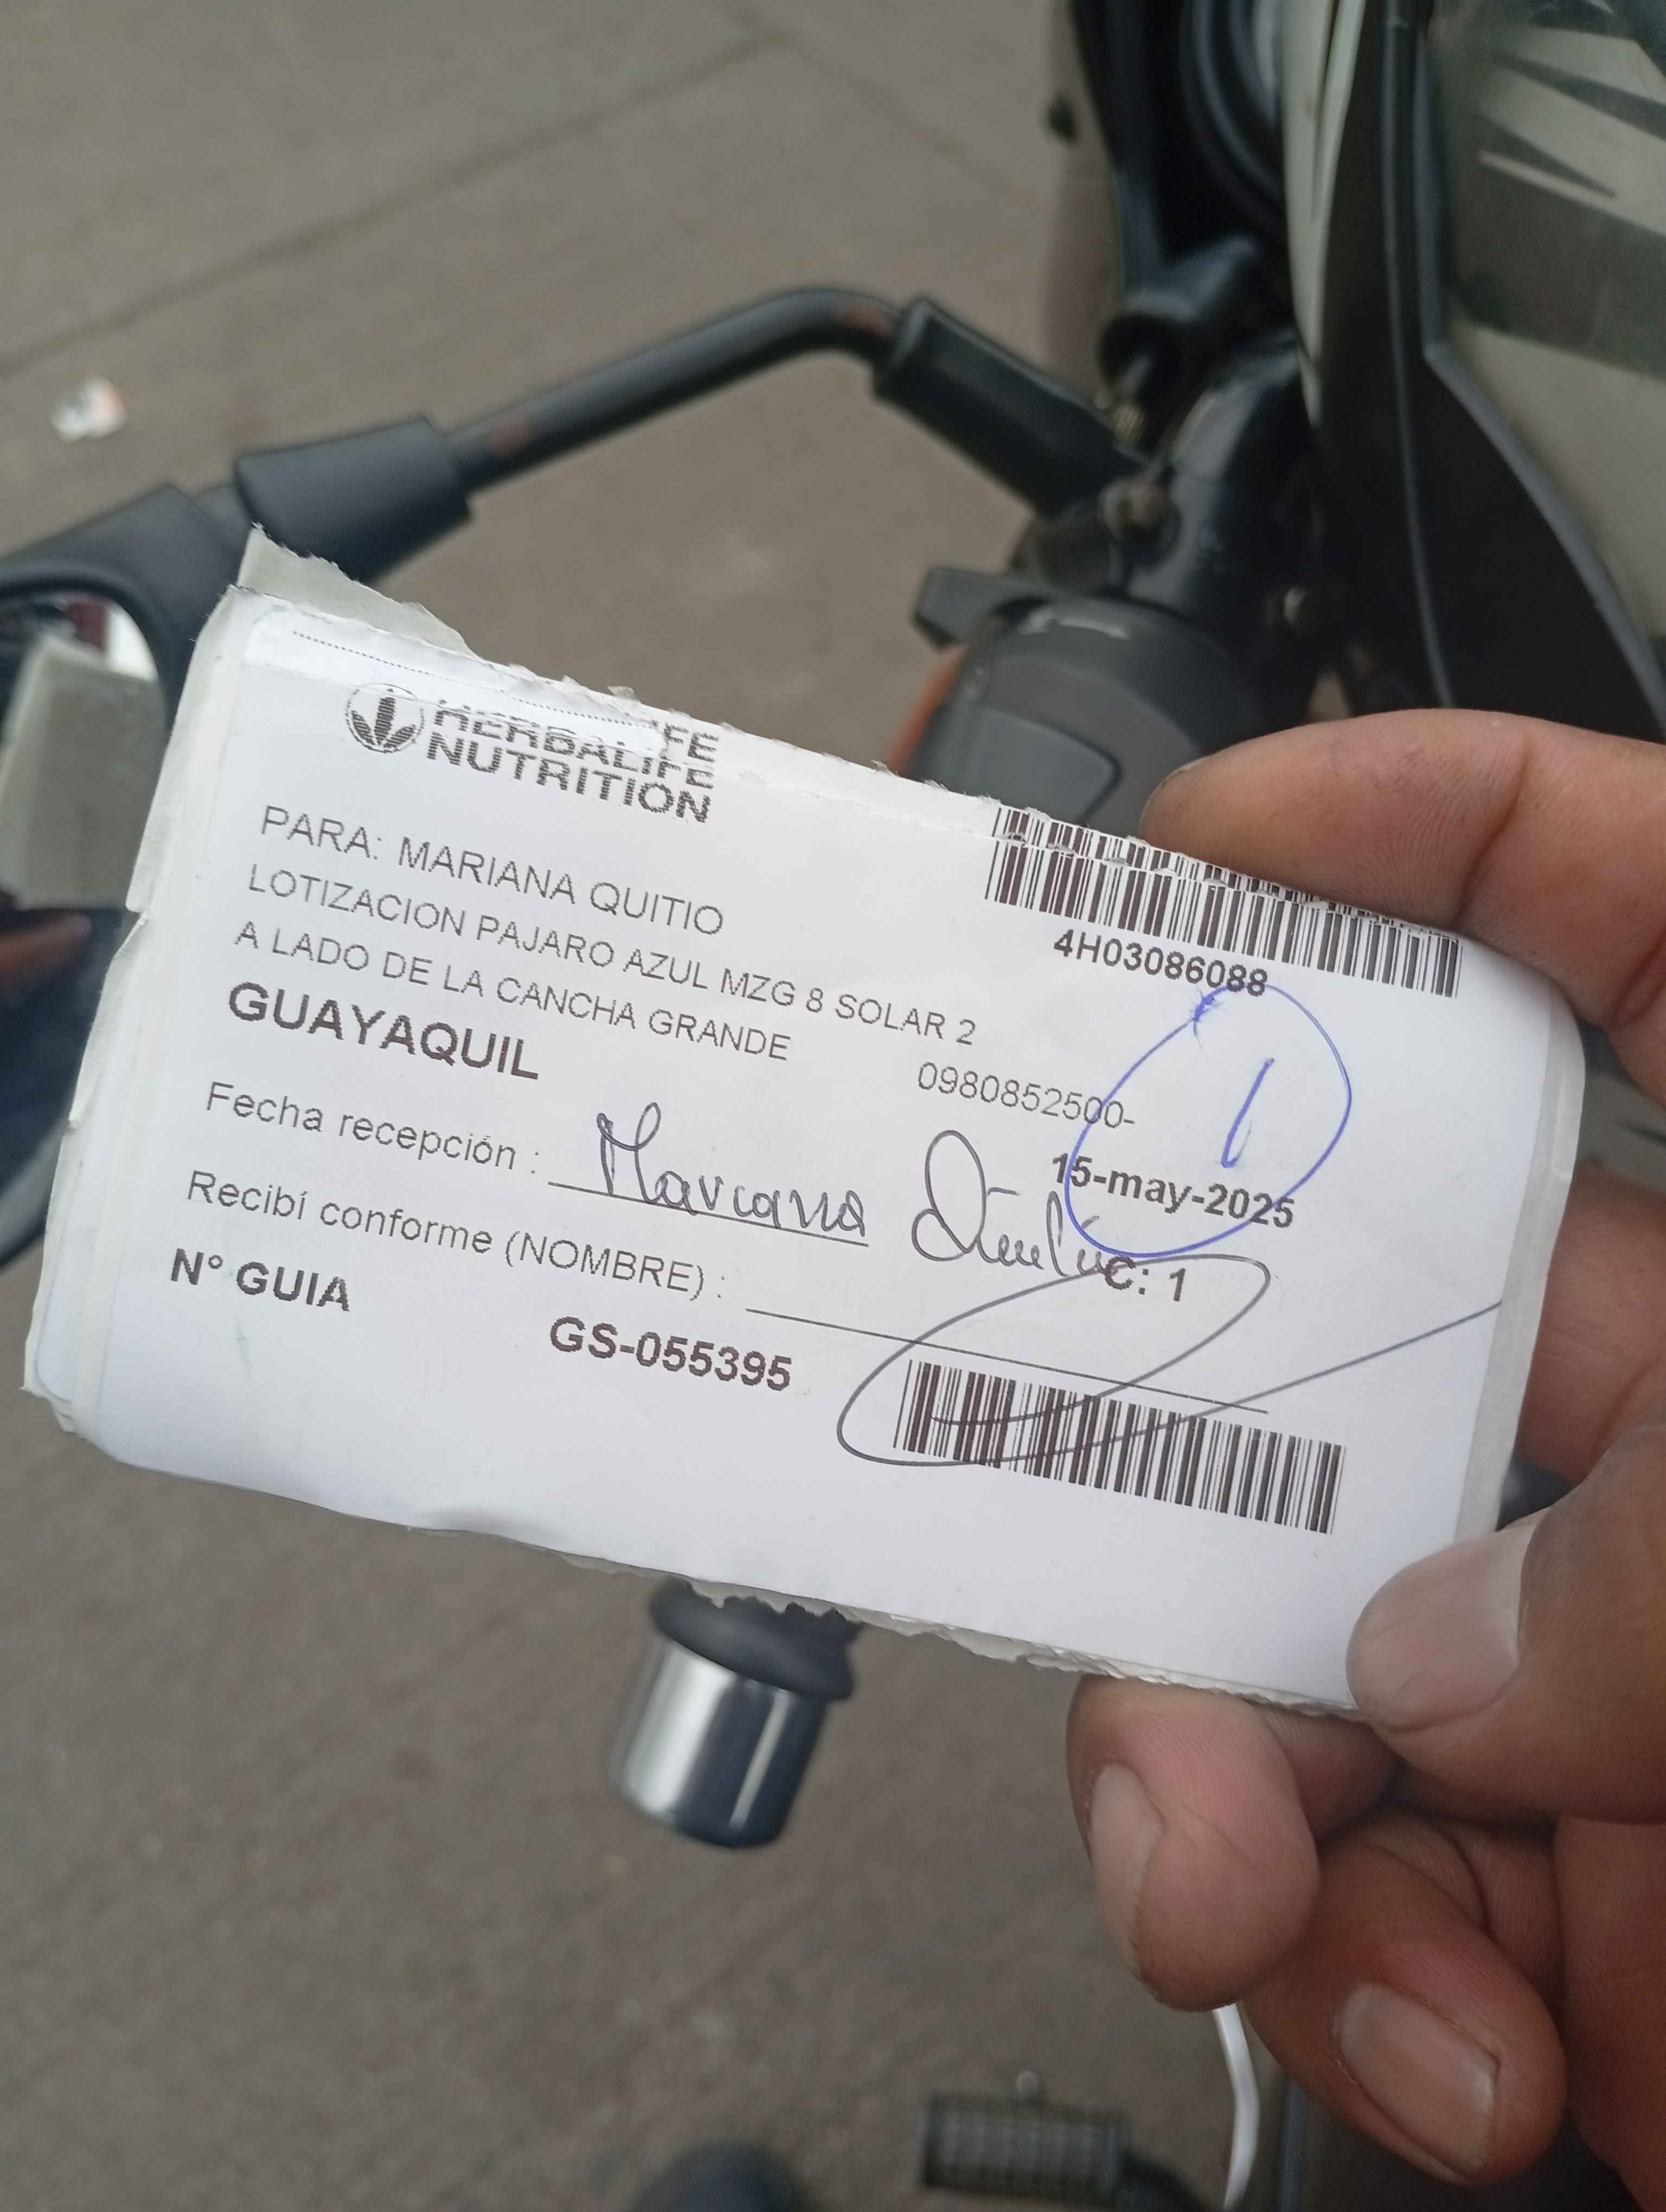 HERBALIFE
NUTRITION
4H03086088
PARA: MARIANA QUITIO
LOTIZACION PAJARO AZUL MZG 8 SOLAR 2
A LADO DE LA CANCHA GRANDE
GUAYAQUIL
0980852500-
1
Fecha recepción : Mariana
15-may-2025
Recibí conforme (NOMBRE) :
C: 1
N° GUIA
GS-055395